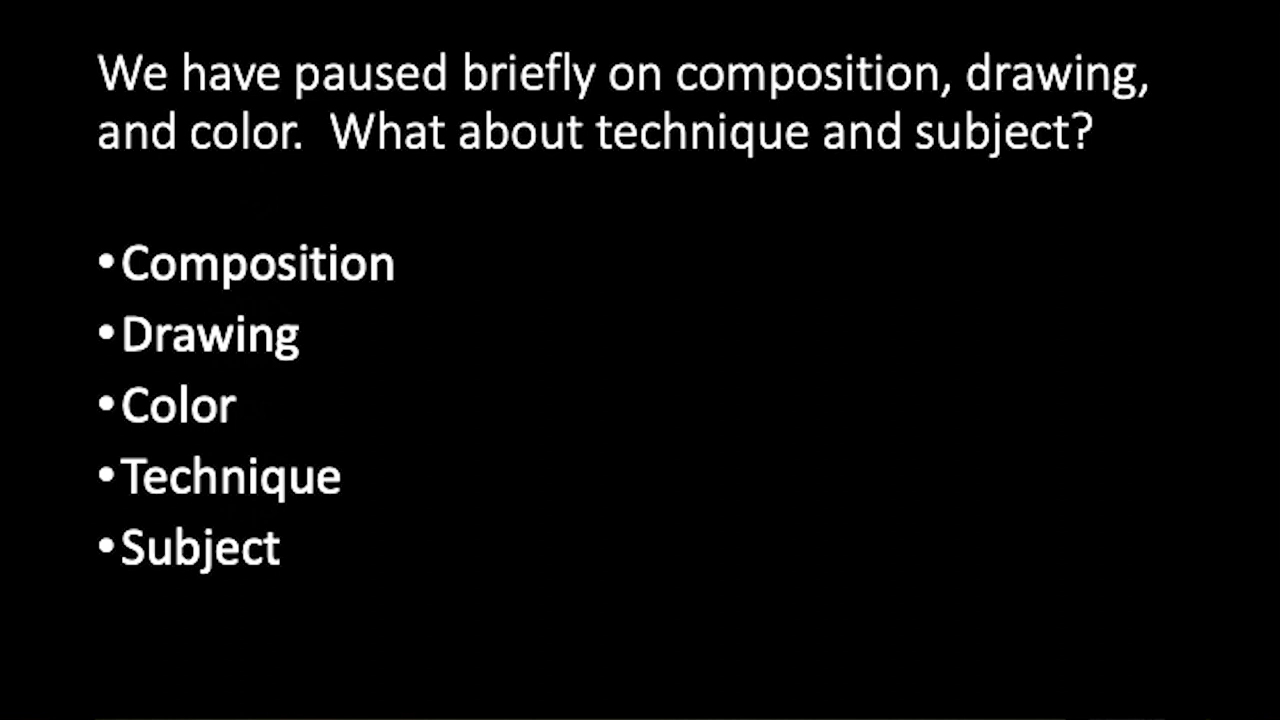 We have paused briefly on composition, drawing,
and color.  What about technique and subject?
•Composition
•Drawing
•Color
•Technique
•Subject